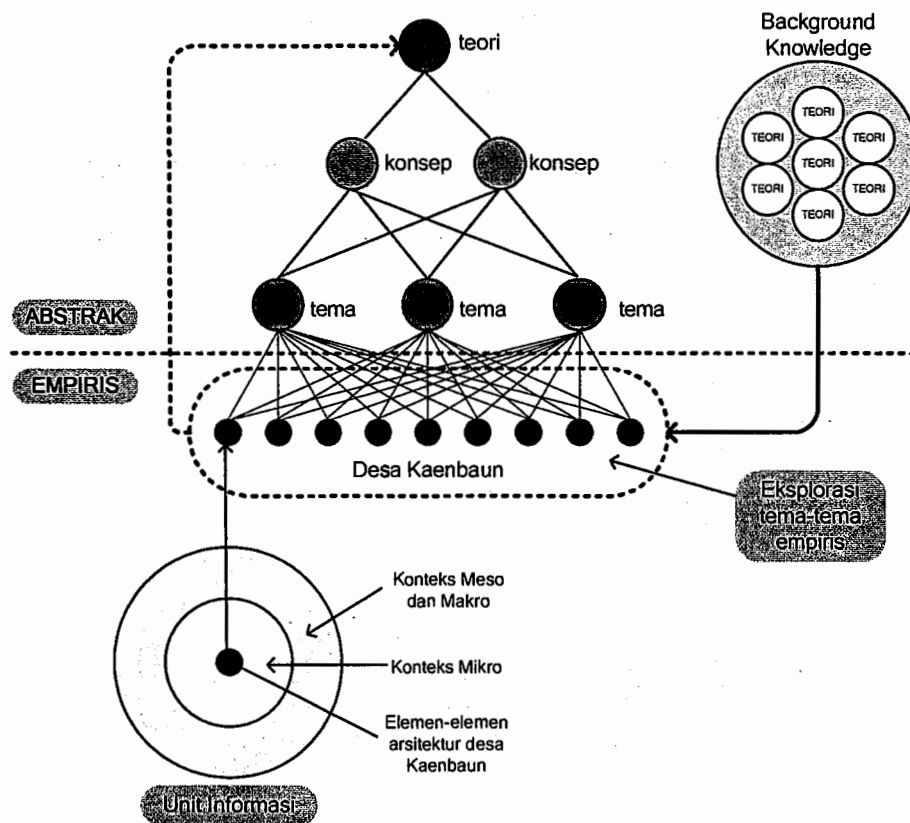 teori
Background
Knowledge
TEORI
TEORI
TEORI
TEORI
TEORI
TEORI
TEORI
konsep
konsep
tema
tema
tema
ABSTRAK
EMPIRIS
Desa Kaenbaun
Eksplorasi
tema-tema
empiris
Konteks Meso
dan Makro
Konteks Mikro
Elemen-elemen
arsitektur desa
Kaenbaun
Unit Informasi